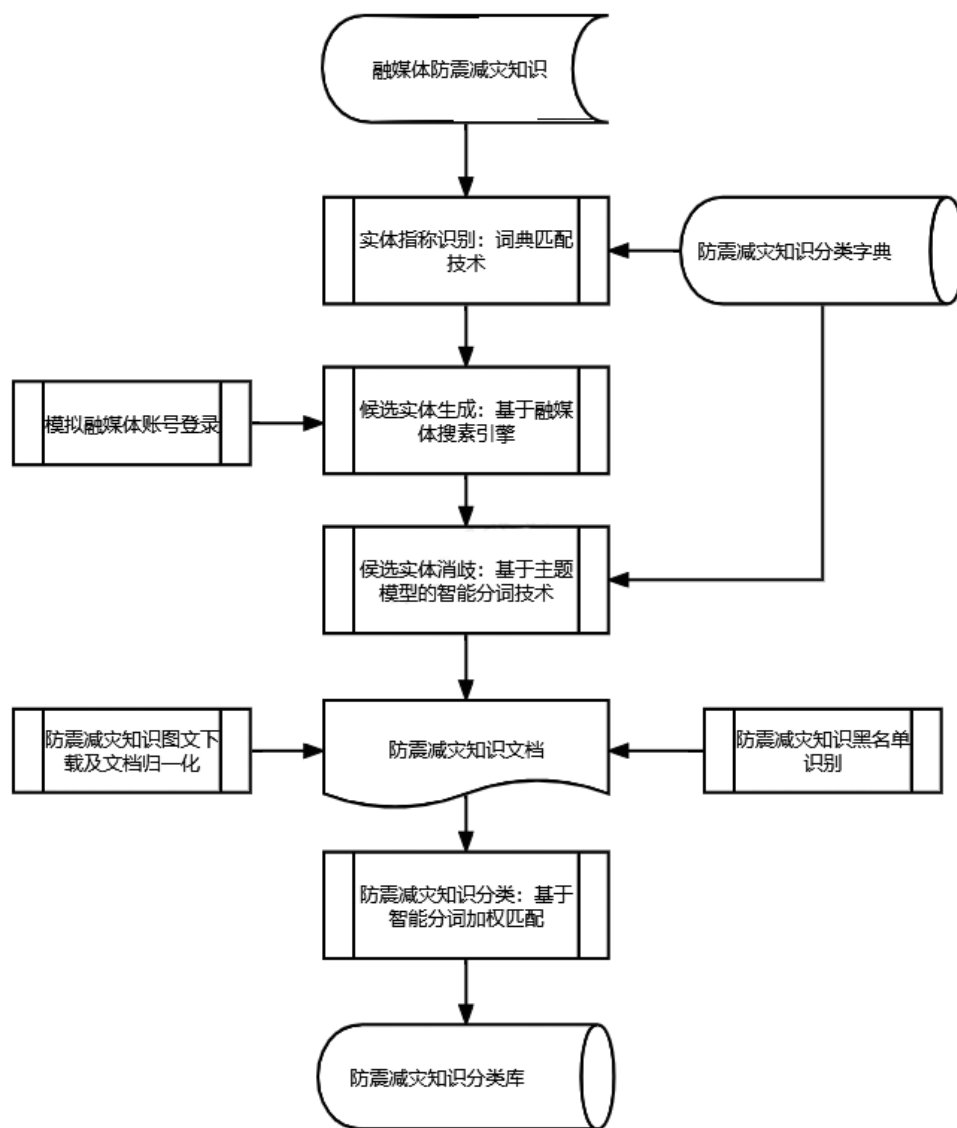 融媒体防震减灾知识
实体指称识别：词典匹配
技术
防震减灾知识分类字典
模拟融媒体账号登录
候选实体生成：基于融媒
体搜素引擎
侯选实体消歧：基于主题
模型的智能分词技术
防震减灾知识图文下
载及文档归一化
防震减灾知识文档
防震减灾知识黑名单
识别
防震减灾知识分类：基于
智能分词加权匹配
防震减灾知识分类库